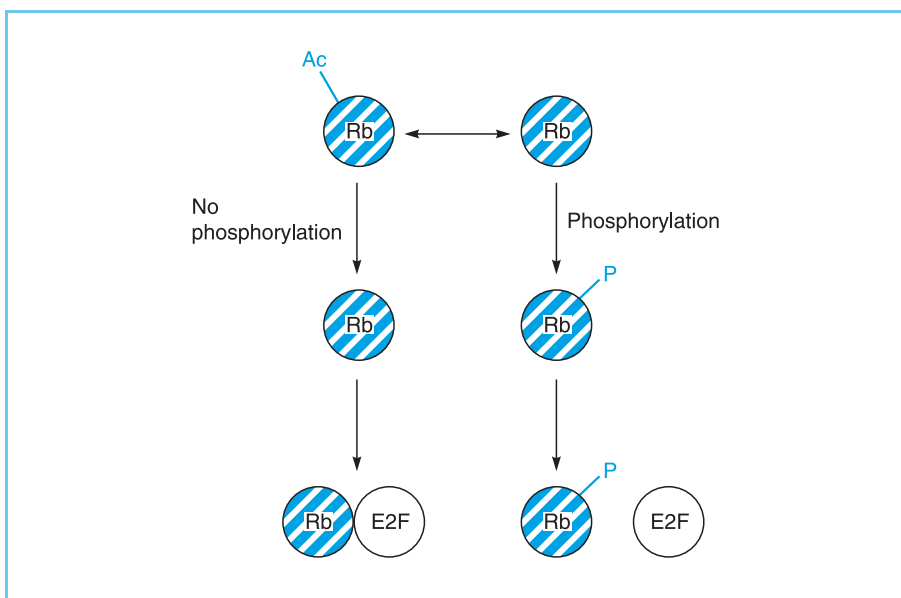 Ac
Rb
Rb
No
phosphorylation
Phosphorylation
P
Rb
Rb
P
Rb
E2F
Rb
E2F